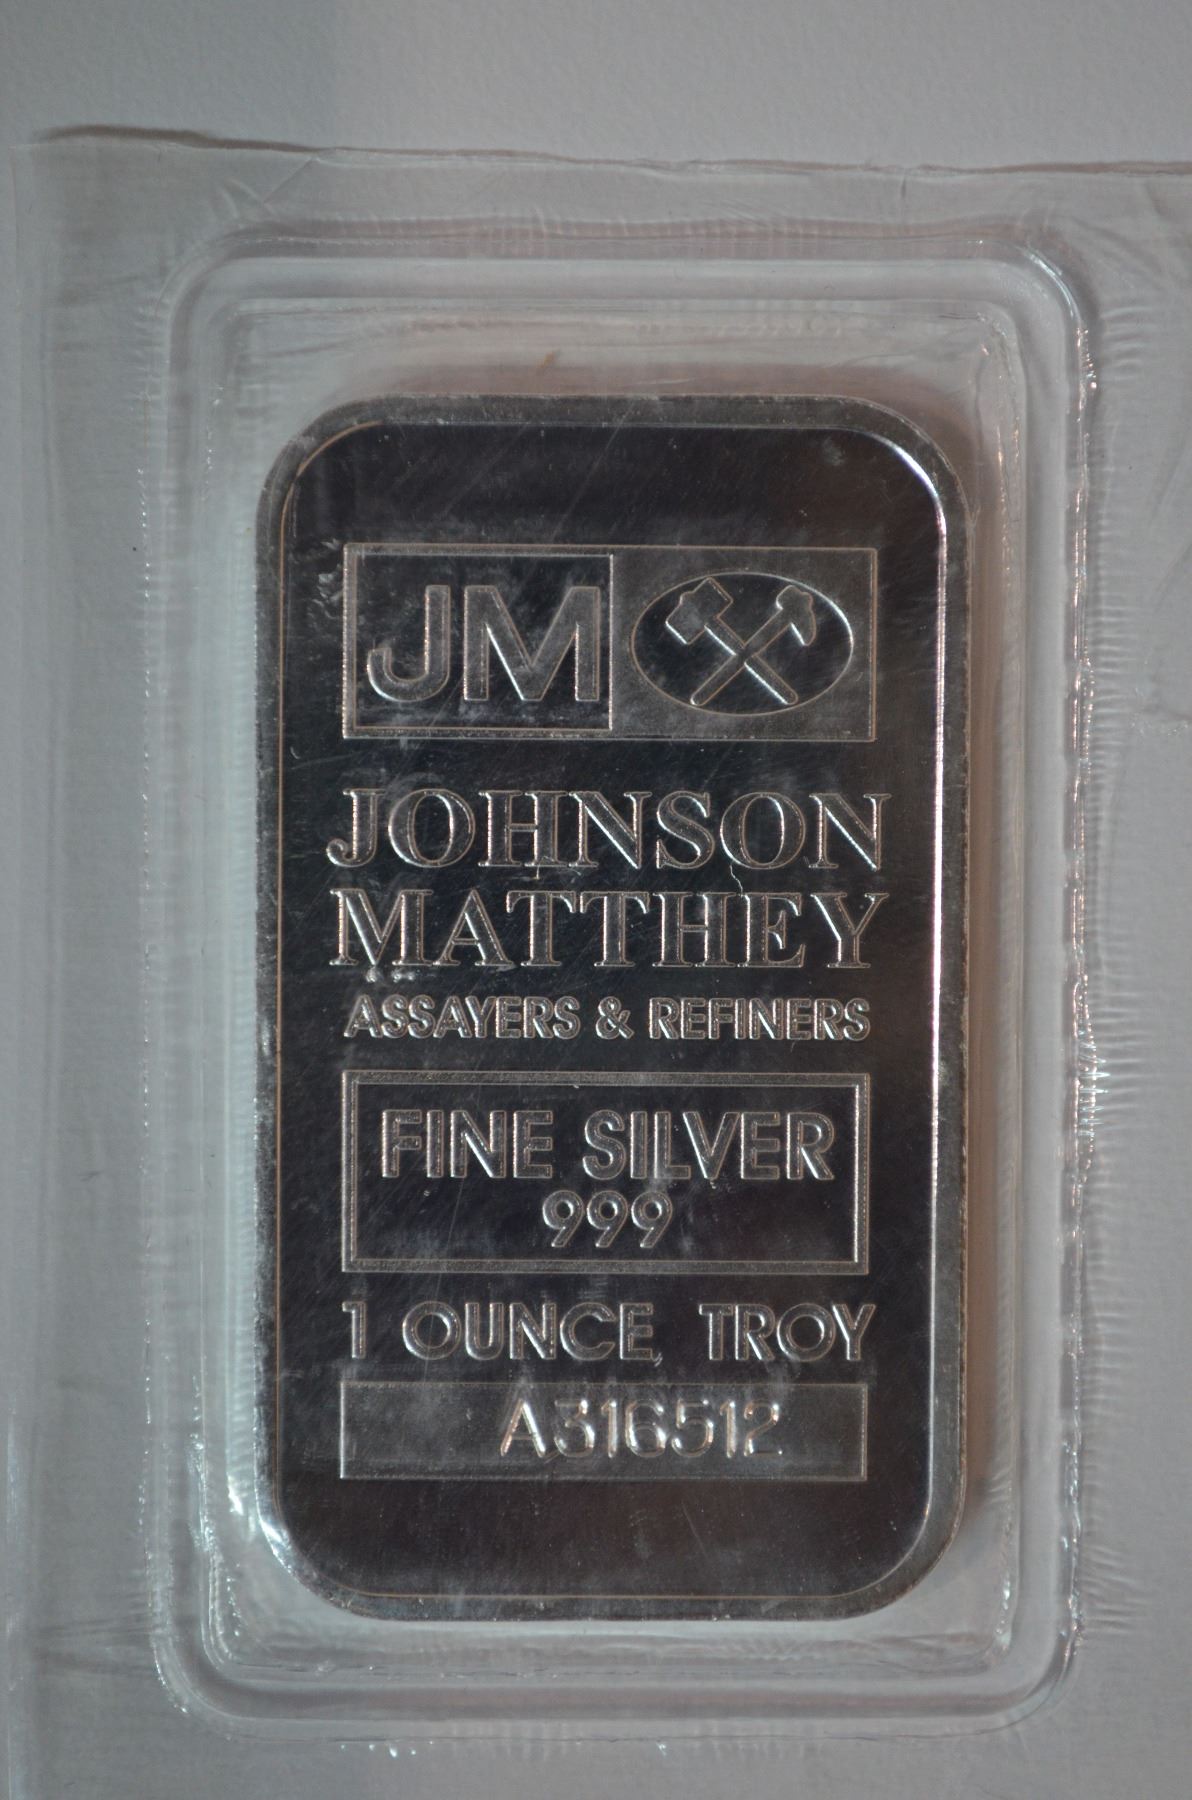 JM
JOHNSON
MATTHEY
ASSAYERS & REFINERS
FINE SILVER
999
1 OUNCE, TROY
A316512